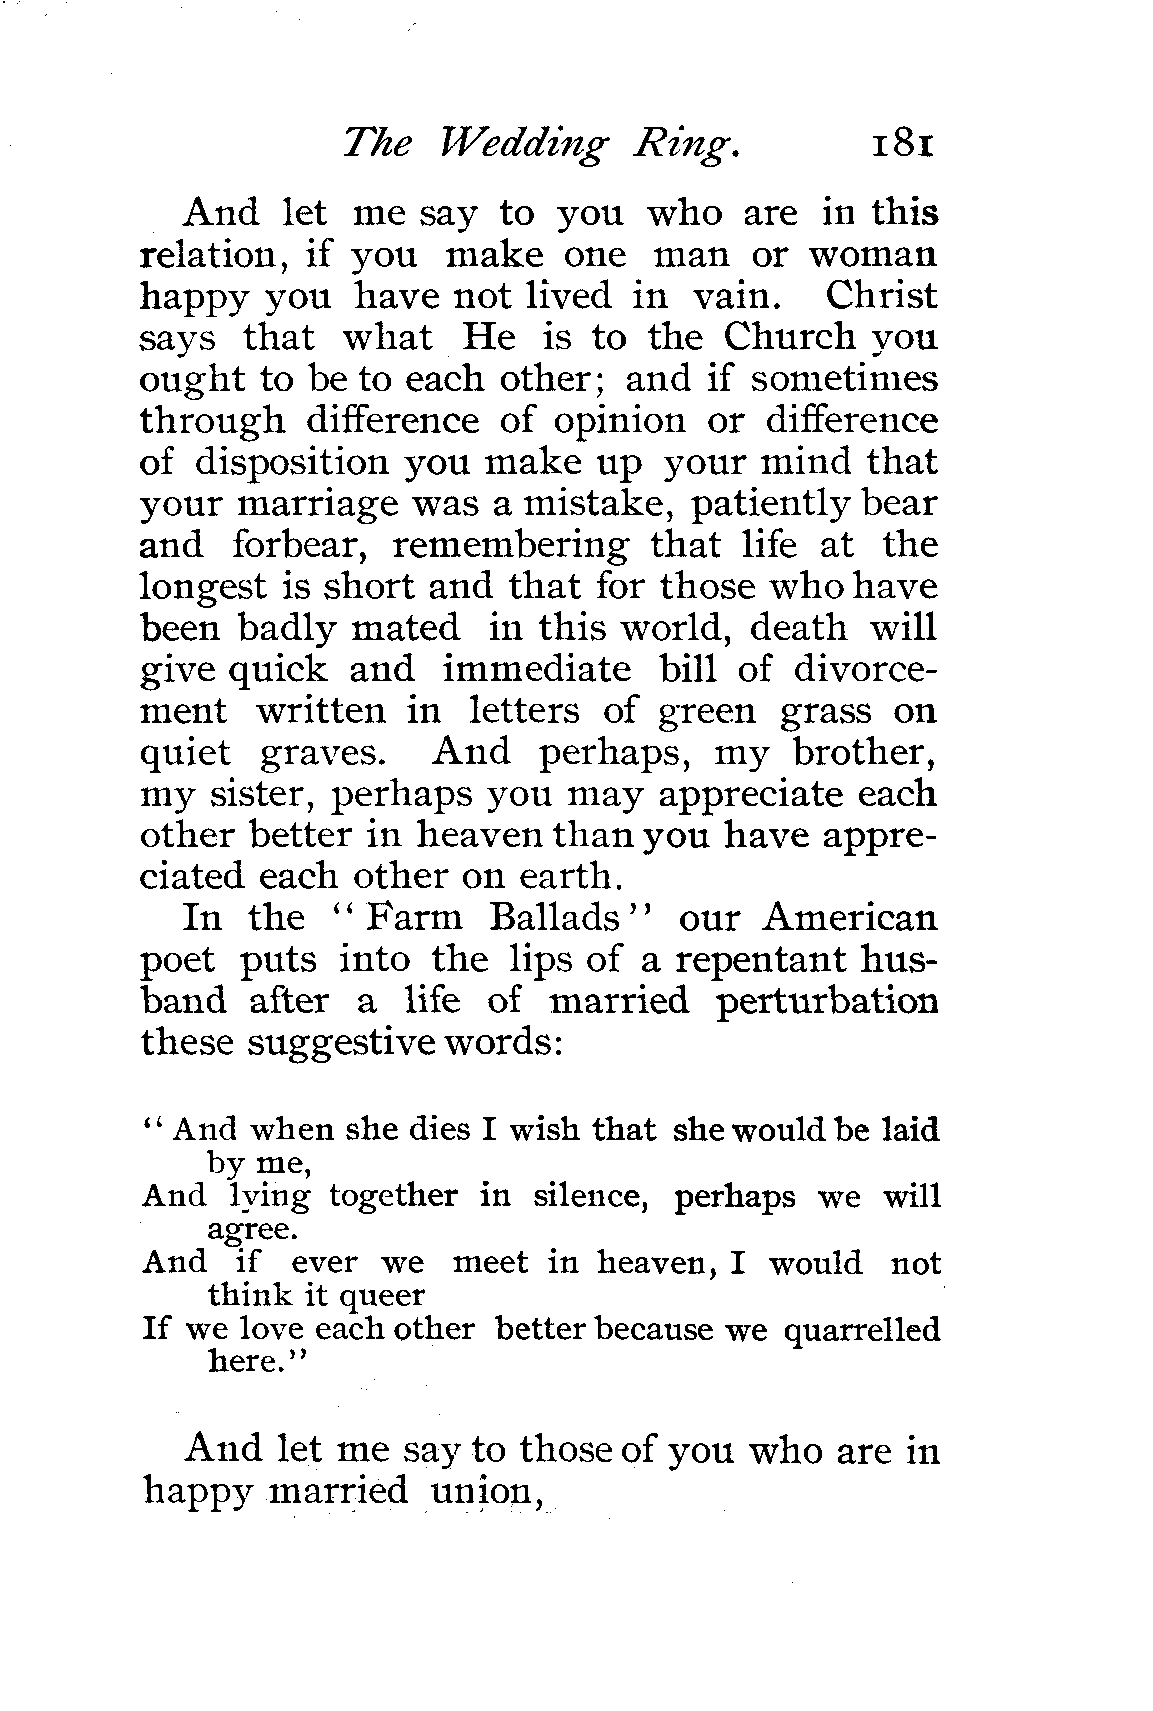 The Wedding Ring. 181
And let me say to you who are in this
relation, if you make one man or woman
happy you have not lived in vain. Christ
says that what He is to the Church you
ought to be to each other; and if sometimes
through difference of opinion or difference
of disposition you make up your mind that
your marriage was a mistake, patiently bear
and forbear, remembering that life at the
longest is short and that for those who have
been badly mated in this world, death will
give quick and immediate bill of divorce-
ment written in letters of green grass on
quiet graves. And perhaps, my brother,
my sister, perhaps you may appreciate each
other better in heaven than you have appre-
ciated each other on earth.
In the “Farm Ballads” our American
poet puts into the lips of a repentant hus-
band after a life of married perturbation
these suggestive words:
“And when she dies I wish that she would be laid
by me,
And lying together in silence, perhaps we will
agree.
And if ever we meet in heaven, I would not
think it queer
If we love each other better because we quarrelled
here.”
And let me say to those of you who are in
happy married union,